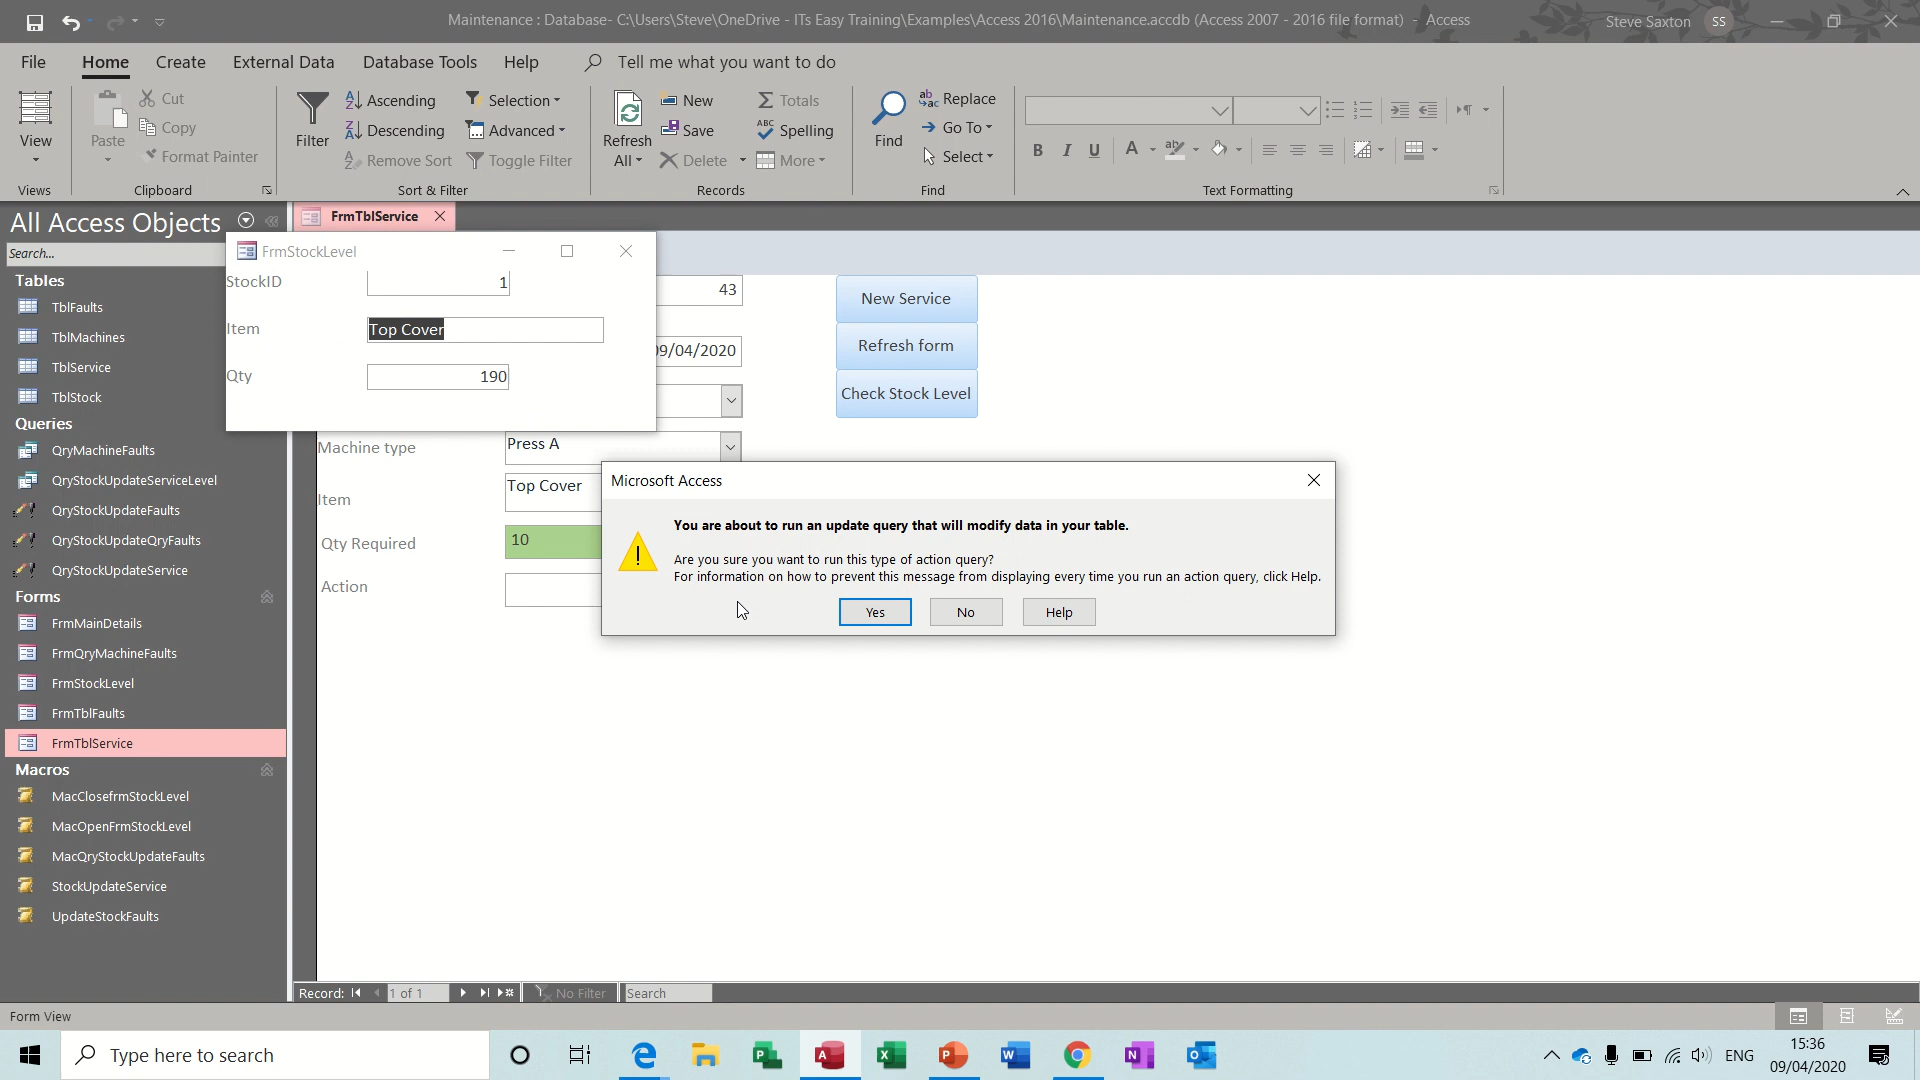 Maintenance : Database- C:\Users\Steve\OneDrive - ITs Easy Training\Examples\Access 2016\Maintenance.accdb (Access 2007 - 2016 file format) - Access
Steve Saxton
SS
File
Home
Create
External Data
Database Tools
Help
Tell me what you want to do
View
Views
Paste
Cut
Copy
Format Painter
Clipboard
Filter
Ascending
Descending
Remove Sort
Selection
Advanced
Toggle Filter
Sort & Filter
Refresh
All
New
Save
Delete
Totals
Spelling
More
Records
Find
Replace
Go To
Select
Find
B I U
Text Formatting
All Access Objects
Search...
Tables
TblFaults
TblMachines
TblService
TblStock
Queries
QryMachineFaults
QryStockUpdateServiceLevel
QryStockUpdateFaults
QryStockUpdateQryFaults
QryStockUpdateService
Forms
FrmMainDetails
FrmQryMachineFaults
FrmStockLevel
FrmTblFaults
FrmTblService
Macros
MacClosefrmStockLevel
MacOpenFrmStockLevel
MacQryStockUpdateFaults
StockUpdateService
UpdateStockFaults
FrmTblService
FrmStockLevel
StockID
1
Item
Top Cover
Qty
190
43
09/04/2020
New Service
Refresh form
Check Stock Level
Machine type
Press A
Item
Top Cover
Qty Required
10
Action
Microsoft Access
You are about to run an update query that will modify data in your table.
Are you sure you want to run this type of action query?
For information on how to prevent this message from displaying every time you run an action query, click Help.
Yes
No
Help
Record:
1 of 1
No Filter
Search
Form View
Type here to search
ENG
15:36
09/04/2020